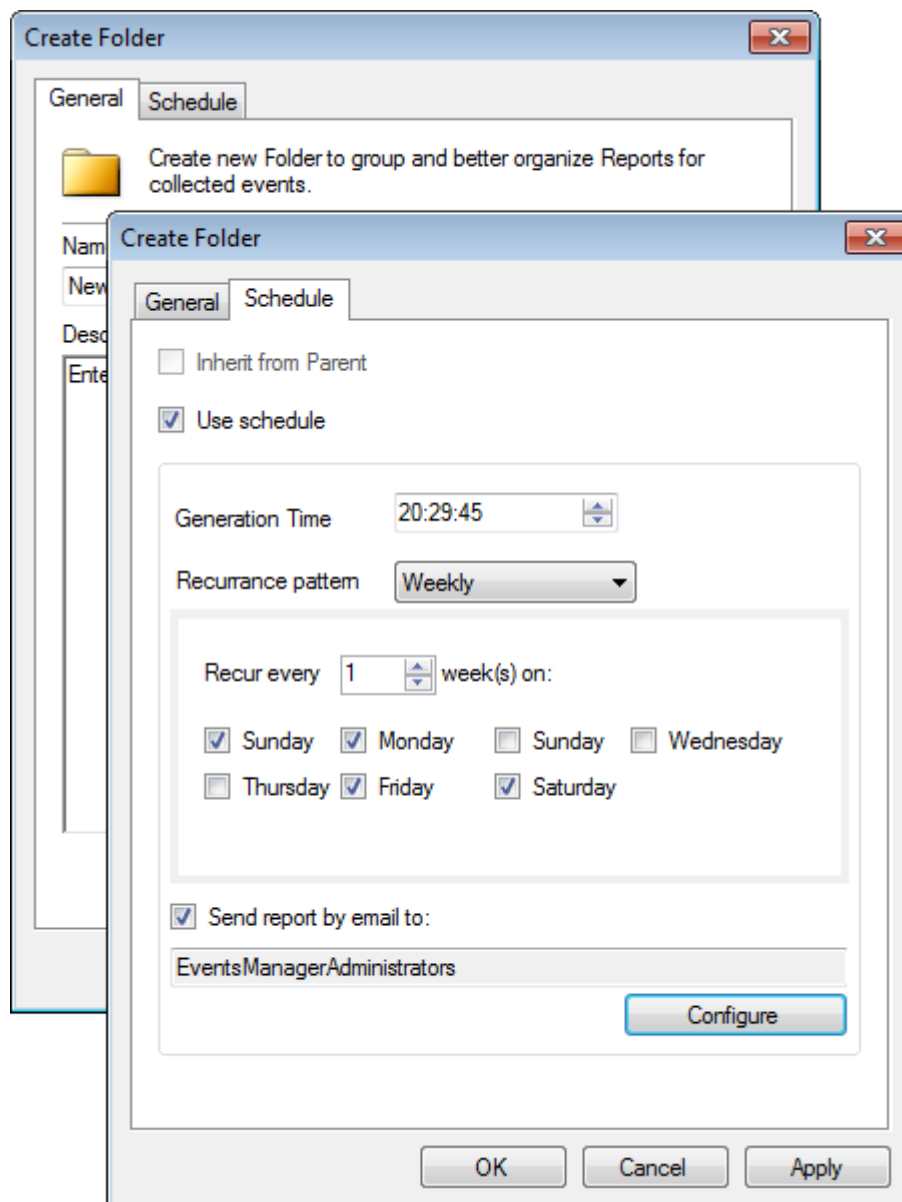 Create Folder
General Schedule
Create new Folder to group and better organize Reports for
collected events.
Nam
New
Desc
Ente
Create Folder
General Schedule
Inherit from Parent
Use schedule
Generation Time 20:29:45
Recurrance pattern Weekly
Recur every 1 week(s) on:
Sunday Monday Sunday Wednesday
Thursday Friday Saturday
Send report by email to:
EventsManagerAdministrators
Configure
OK Cancel Apply